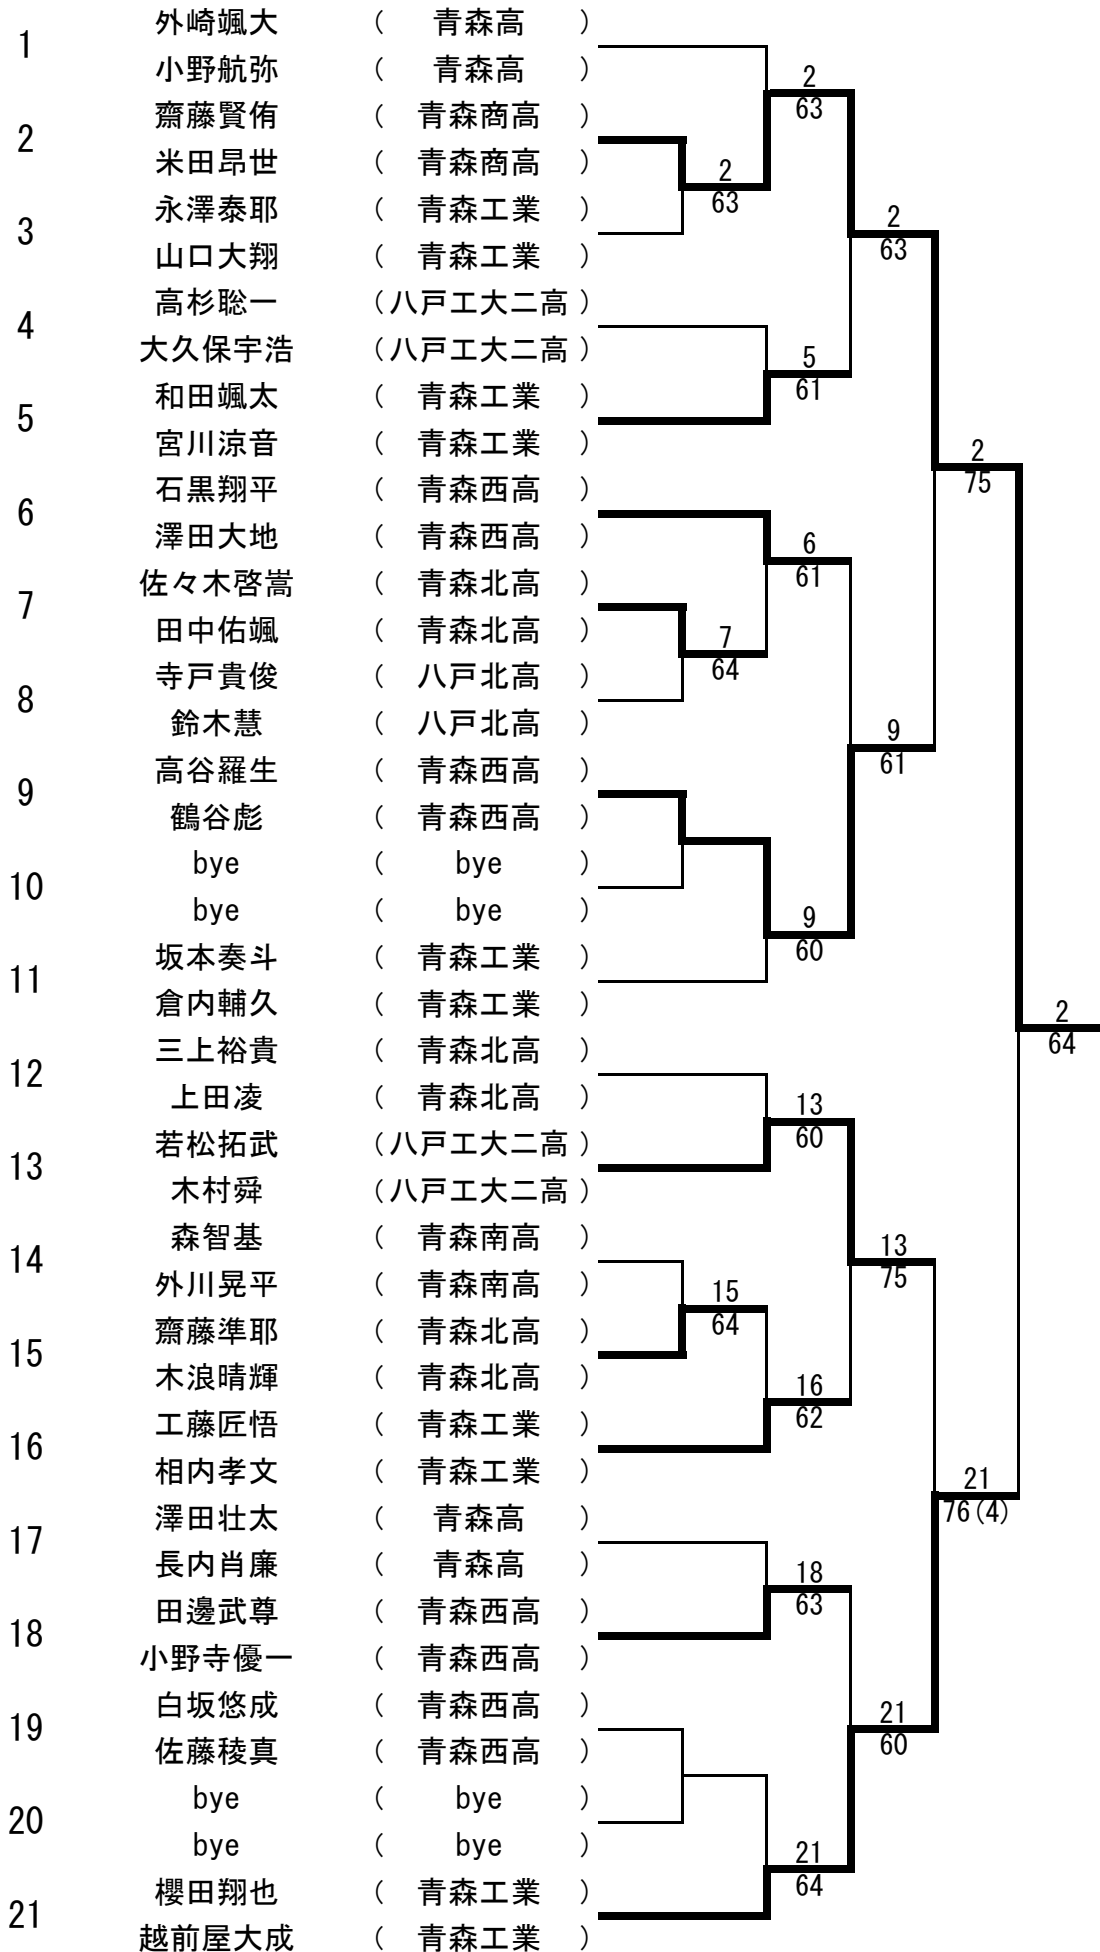 外崎颯大 ( 青森高 )
1
小野航弥 ( 青森高 )
2
63
齋藤賢侑 ( 青森商高 )
2
米田昂世 ( 青森商高 )
2
63
永澤泰耶 ( 青森工業 )
3
2
63
山口大翔 ( 青森工業 )
高杉聡一 (八戸工大二高 )
4
大久保宇浩 (八戸工大二高 )
5
61
和田颯太 ( 青森工業 )
5
宮川涼音 ( 青森工業 )
2
75
石黒翔平 ( 青森西高 )
6
澤田大地 ( 青森西高 )
6
61
佐々木啓嵩 ( 青森北高 )
7
田中佑颯 ( 青森北高 )
7
64
寺戸貴俊 ( 八戸北高 )
8
鈴木慧 ( 八戸北高 )
9
61
高谷羅生 ( 青森西高 )
9
鶴谷彪 ( 青森西高 )
bye ( bye )
10
bye ( bye )
9
60
坂本奏斗 ( 青森工業 )
11
倉内輔久 ( 青森工業 )
2
64
三上裕貴 ( 青森北高 )
12
上田凌 ( 青森北高 )
13
60
若松拓武 (八戸工大二高 )
13
木村舜 (八戸工大二高 )
森智基 ( 青森南高 )
14
13
75
外川晃平 ( 青森南高 )
15
64
齋藤準耶 ( 青森北高 )
15
木浪晴輝 ( 青森北高 )
16
62
工藤匠悟 ( 青森工業 )
16
相内孝文 ( 青森工業 )
21
76(4)
澤田壮太 ( 青森高 )
17
長内肖廉 ( 青森高 )
18
63
田邊武尊 ( 青森西高 )
18
小野寺優一 ( 青森西高 )
白坂悠成 ( 青森西高 )
19
21
60
佐藤稜真 ( 青森西高 )
bye ( bye )
20
bye ( bye )
21
64
櫻田翔也 ( 青森工業 )
21
越前屋大成 ( 青森工業 )